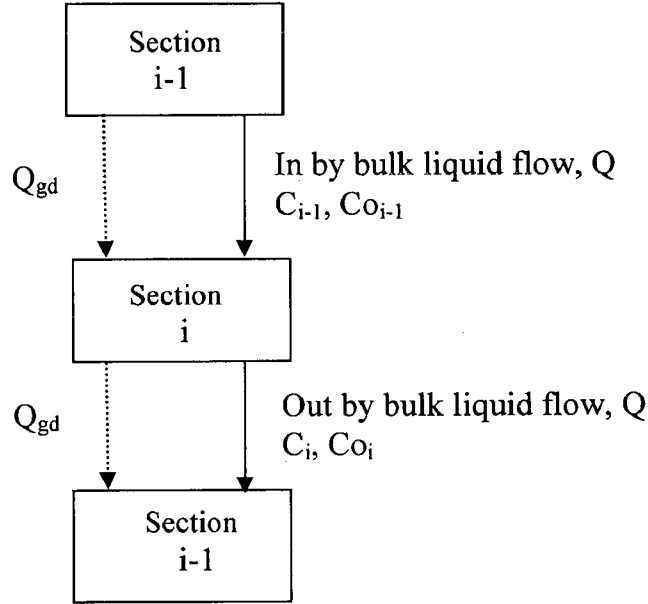 Section
i-1
Q_gd
In by bulk liquid flow, Q
C_i-1, Co_i-1
Section
i
Q_gd
Out by bulk liquid flow, Q
C_i, Co_i
Section
i-1